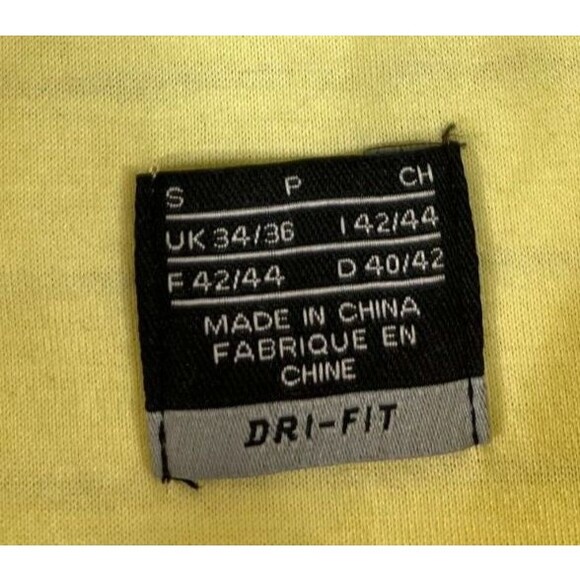 S P CH
UK 34/36 I 42/44
F 42/44 D 40/42
MADE IN CHINA
FABRIQUE EN
CHINE
DRI-FIT